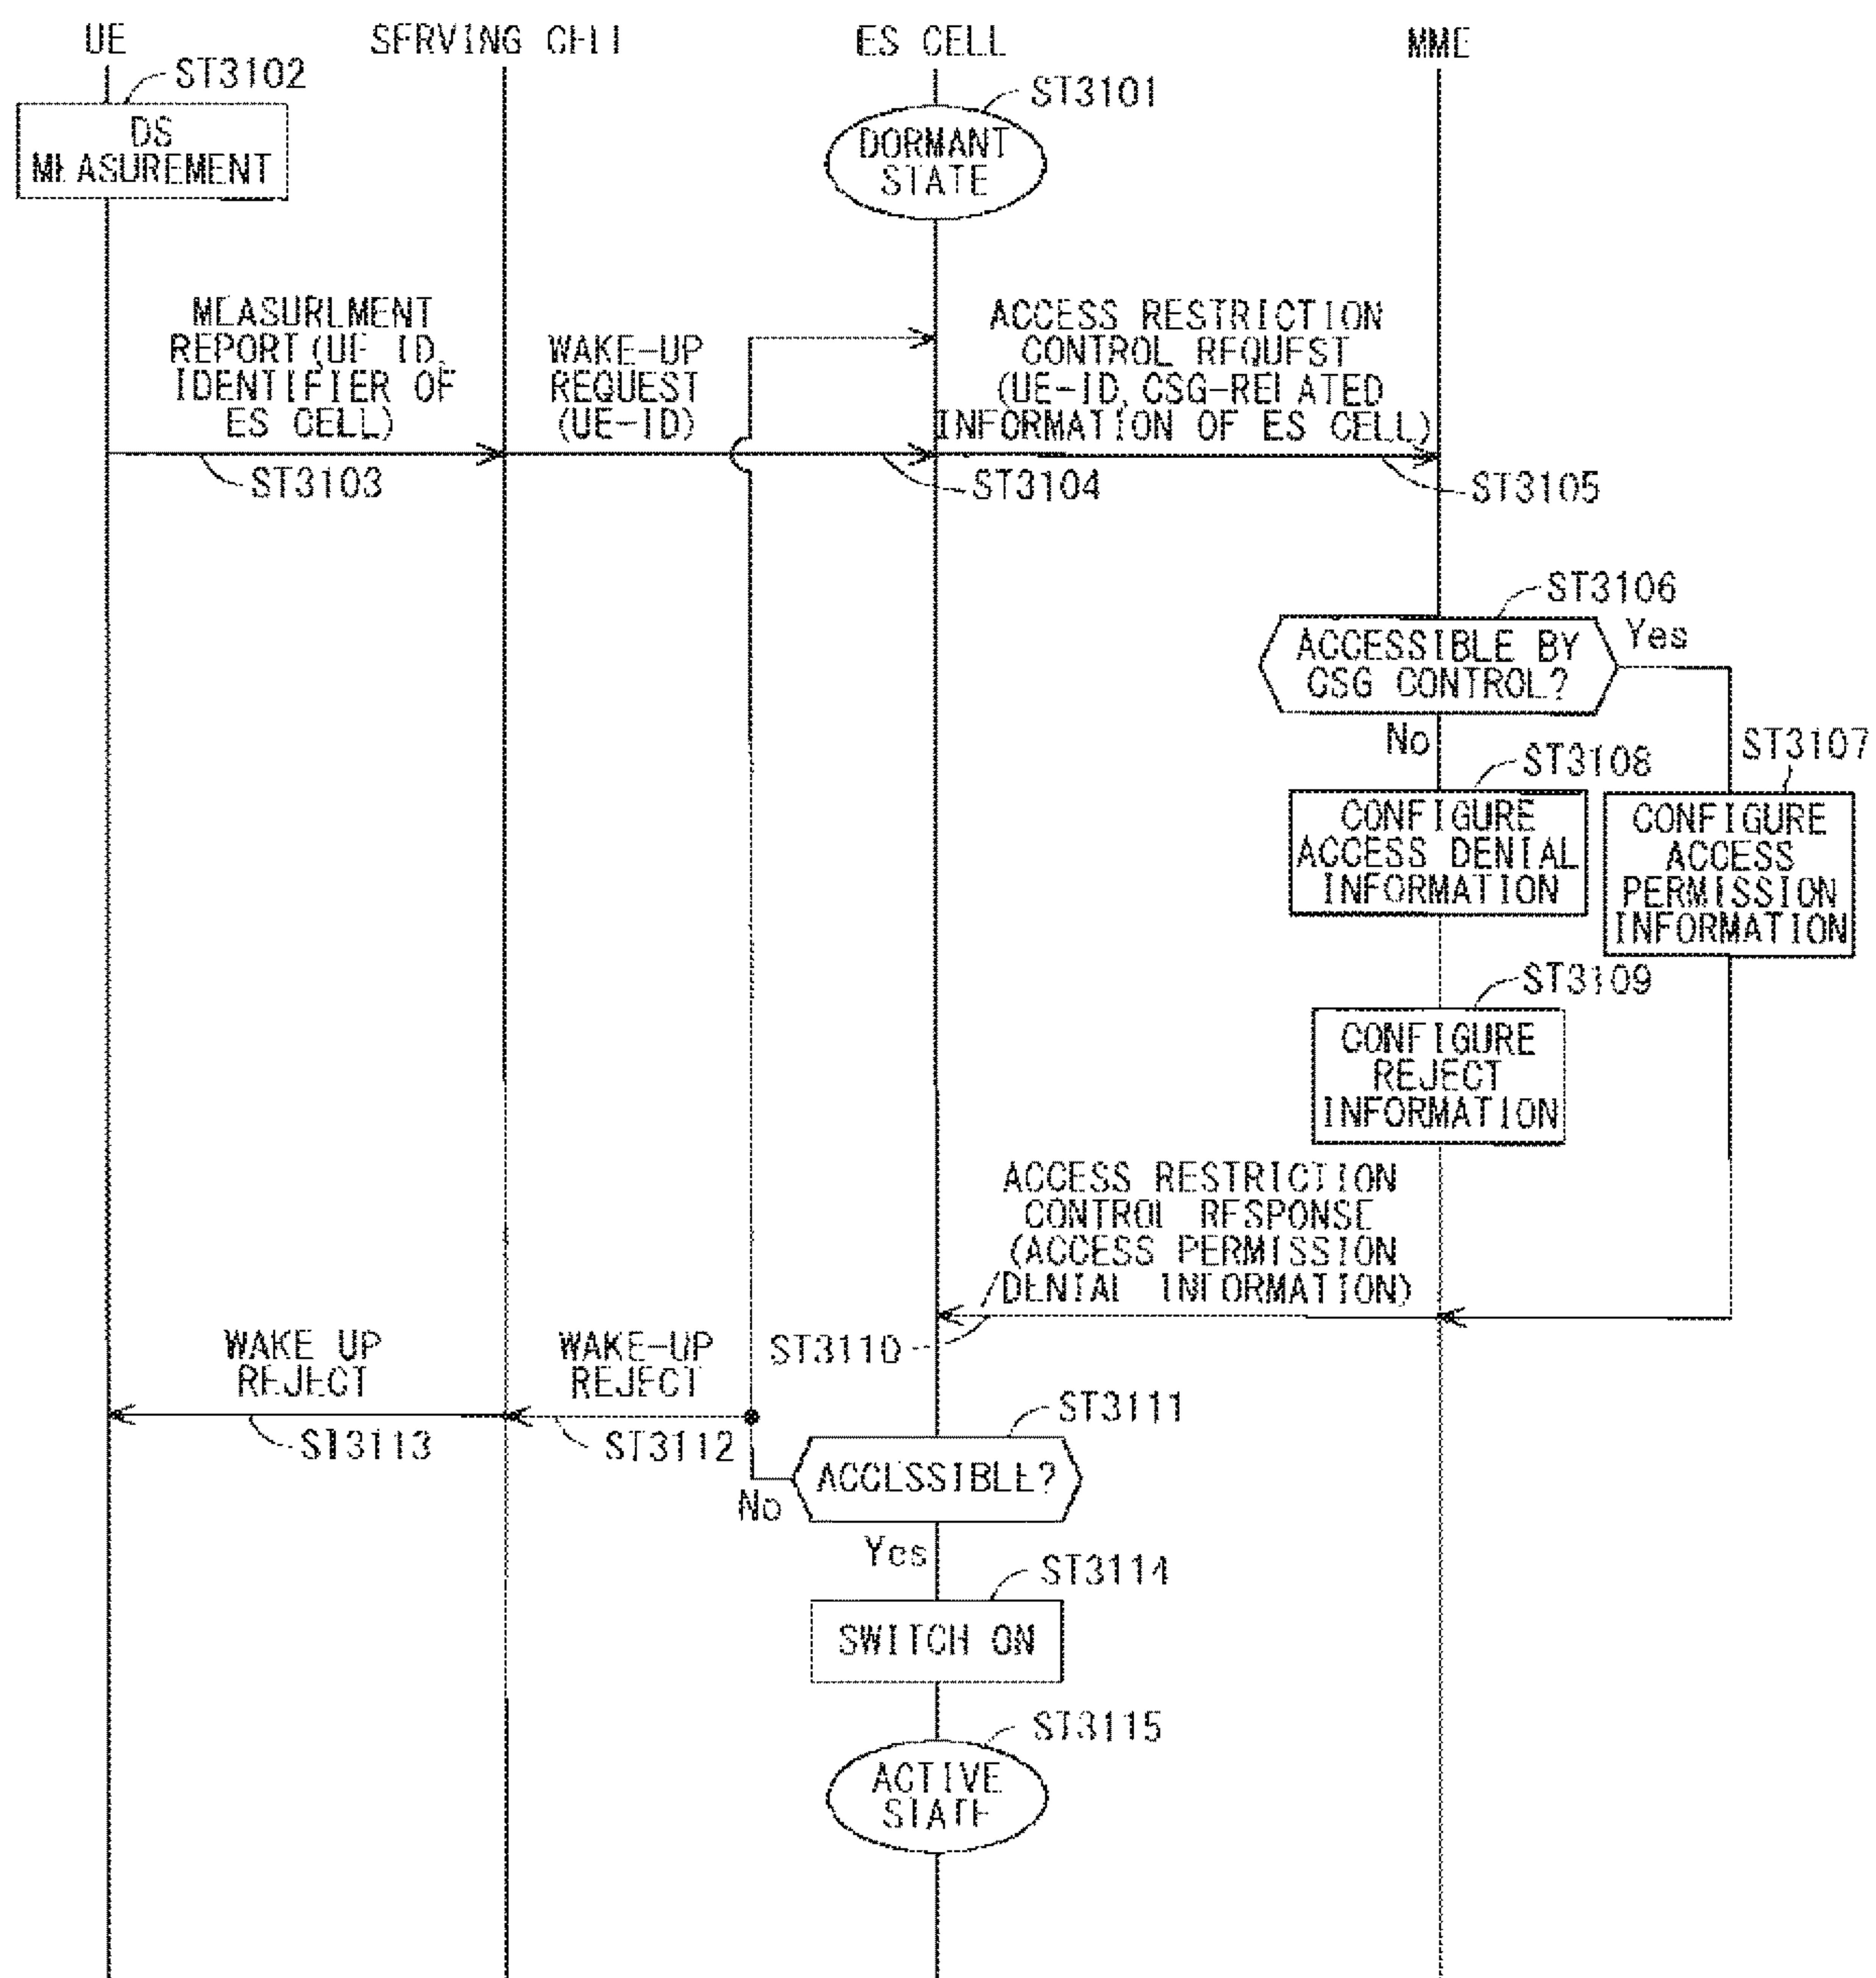 UE
SERVING CELL
ES CELL
MME
ST3102
ST3101
DS
MEASUREMENT
DORMANT
STATE
MEASUREMENT
REPORT(UE-ID,
IDENTIFIER OF
ES CELL)
WAKE-UP
REQUEST
(UE-ID)
ACCESS RESTRICTION
CONTROL REQUEST
(UE-ID,CSG-RELATED
INFORMATION OF ES CELL)
ST3103
ST3104
ST3105
ST3106
ACCESSIBLE BY
CSG CONTROL?
Yes
No
ST3107
ST3108
CONFIGURE
ACCESS DENIAL
INFORMATION
CONFIGURE
ACCESS
PERMISSION
INFORMATION
ST3109
CONFIGURE
REJECT
INFORMATION
ACCESS RESTRICTION
CONTROL RESPONSE
(ACCESS PERMISSION
/DENIAL INFORMATION)
ST3110
WAKE-UP
REJECT
WAKE-UP
REJECT
ST3111
ST3113
ST3112
ACCESSIBLE?
No
Yes
ST3114
SWITCH ON
ST3115
ACTIVE
STATE